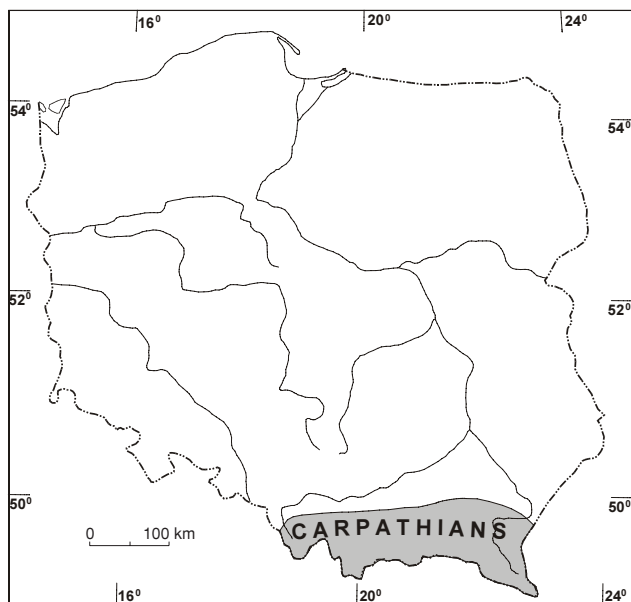 16⁰ 20⁰ 24⁰
54⁰ 54⁰
52⁰ 52⁰
50⁰ 50⁰
CARPATHIANS
0 100 km
16⁰ 20⁰ 24⁰